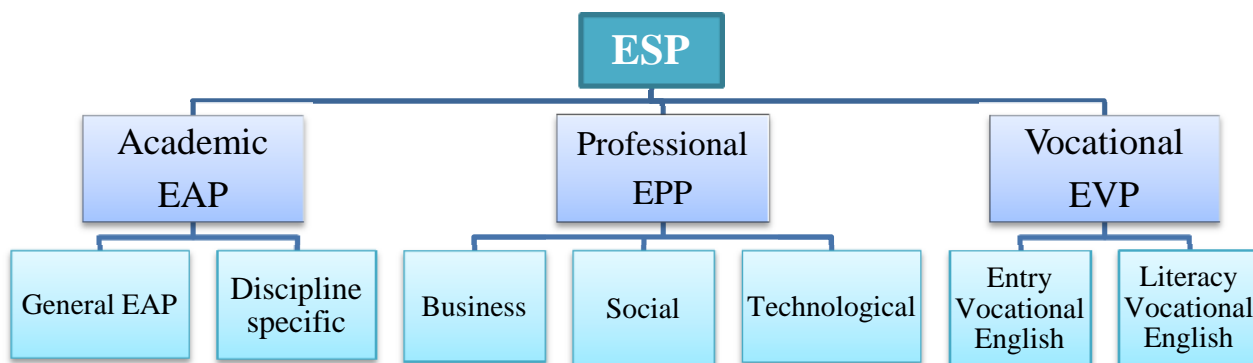 ESP
Academic
EAP
Professional
EPP
Vocational
EVP
General EAP
Discipline
specific
Business
Social
Technological
Entry
Vocational
English
Literacy
Vocational
English